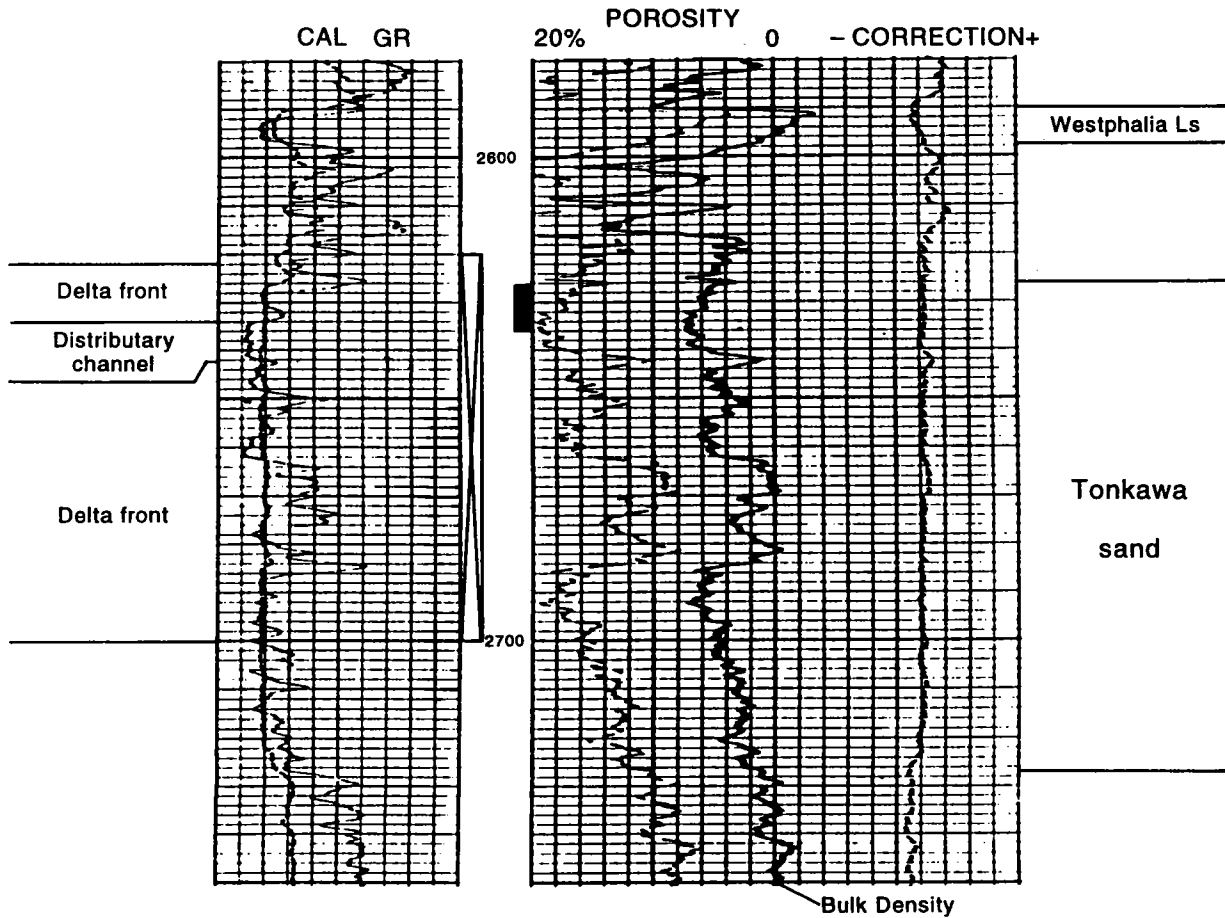 POROSITY
CAL GR 20% 0 – CORRECTION+
Westphalia Ls
2600
Delta front
Distributary
channel
Delta front
Tonkawa
sand
2700
Bulk Density